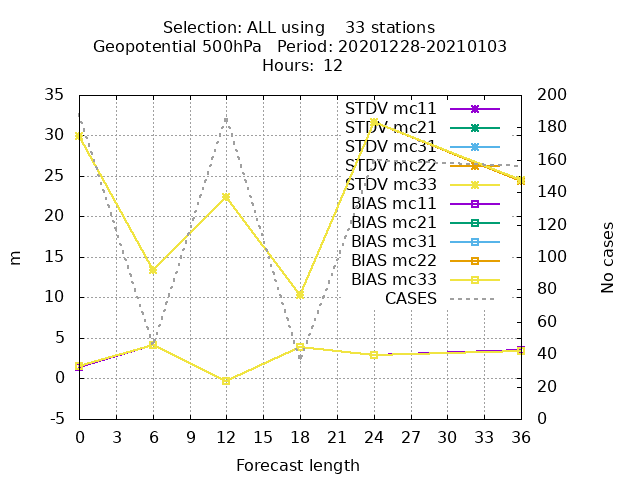 Selection: ALL using    33 stations
Geopotential 500hPa   Period: 20201228-20210103
Hours:  12
35
30
25
20
15
10
5
0
-5
m
200
180
160
140
120
100
80
60
40
20
0
No cases
STDV mc11
STDV mc21
STDV mc31
STDV mc22
STDV mc33
BIAS mc11
BIAS mc21
BIAS mc31
BIAS mc22
BIAS mc33
CASES
0 3 6 9 12 15 18 21 24 27 30 33 36
Forecast length